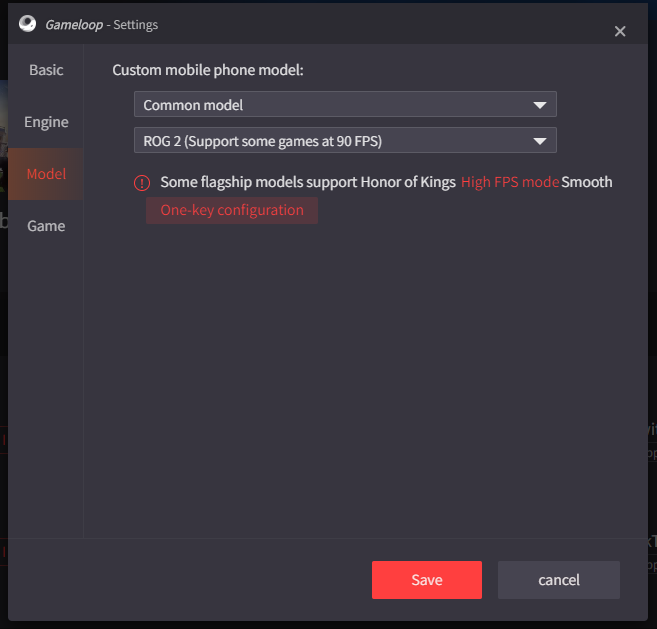 Gameloop - Settings
Basic
Engine
Model
Game
Custom mobile phone model:
Common model
ROG 2 (Support some games at 90 FPS)
Some flagship models support Honor of Kings High FPS mode Smooth
One-key configuration
Save
cancel